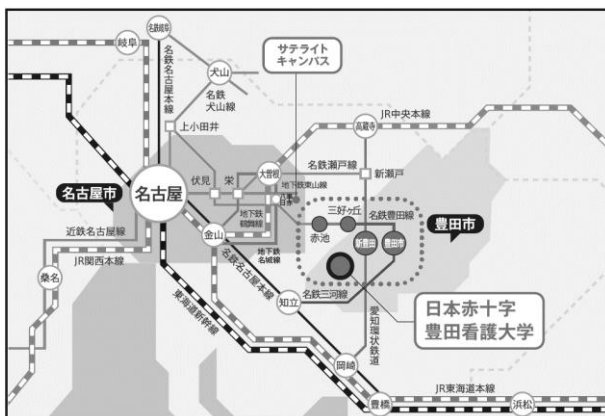 名鉄岐阜
岐阜
サテライト
キャンパス
犬山
名鉄名古屋本線
名鉄
犬山線
JR中央本線
上小田井
高蔵寺
大曽根
名鉄瀬戸線
新瀬戸
名古屋市
名古屋
伏見
栄
地下鉄東山線
八事
日赤
三好ヶ丘
名鉄豊田線
豊田市
地下鉄
鶴舞線
赤池
新豊田
豊田市
近鉄名古屋線
金山
地下鉄
名城線
JR関西本線
名鉄名古屋本線
桑名
東海道新幹線
知立
名鉄三河線
日本赤十字
豊田看護大学
愛知環状鉄道
岡崎
JR東海道本線
豊橋
浜松